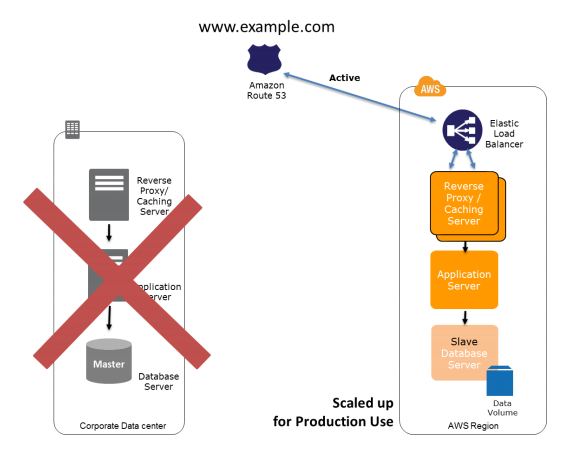 www.example.com
Amazon
Route 53
Active
AWS
Elastic
Load
Balancer
Reverse
Proxy/
Caching
Server
Reverse
Proxy /
Caching
Server
pplication
erver
Application
Server
Master
Database
Server
Slave
Database
Server
Data
Volume
Scaled up
for Production Use
Corporate Data center
AWS Region